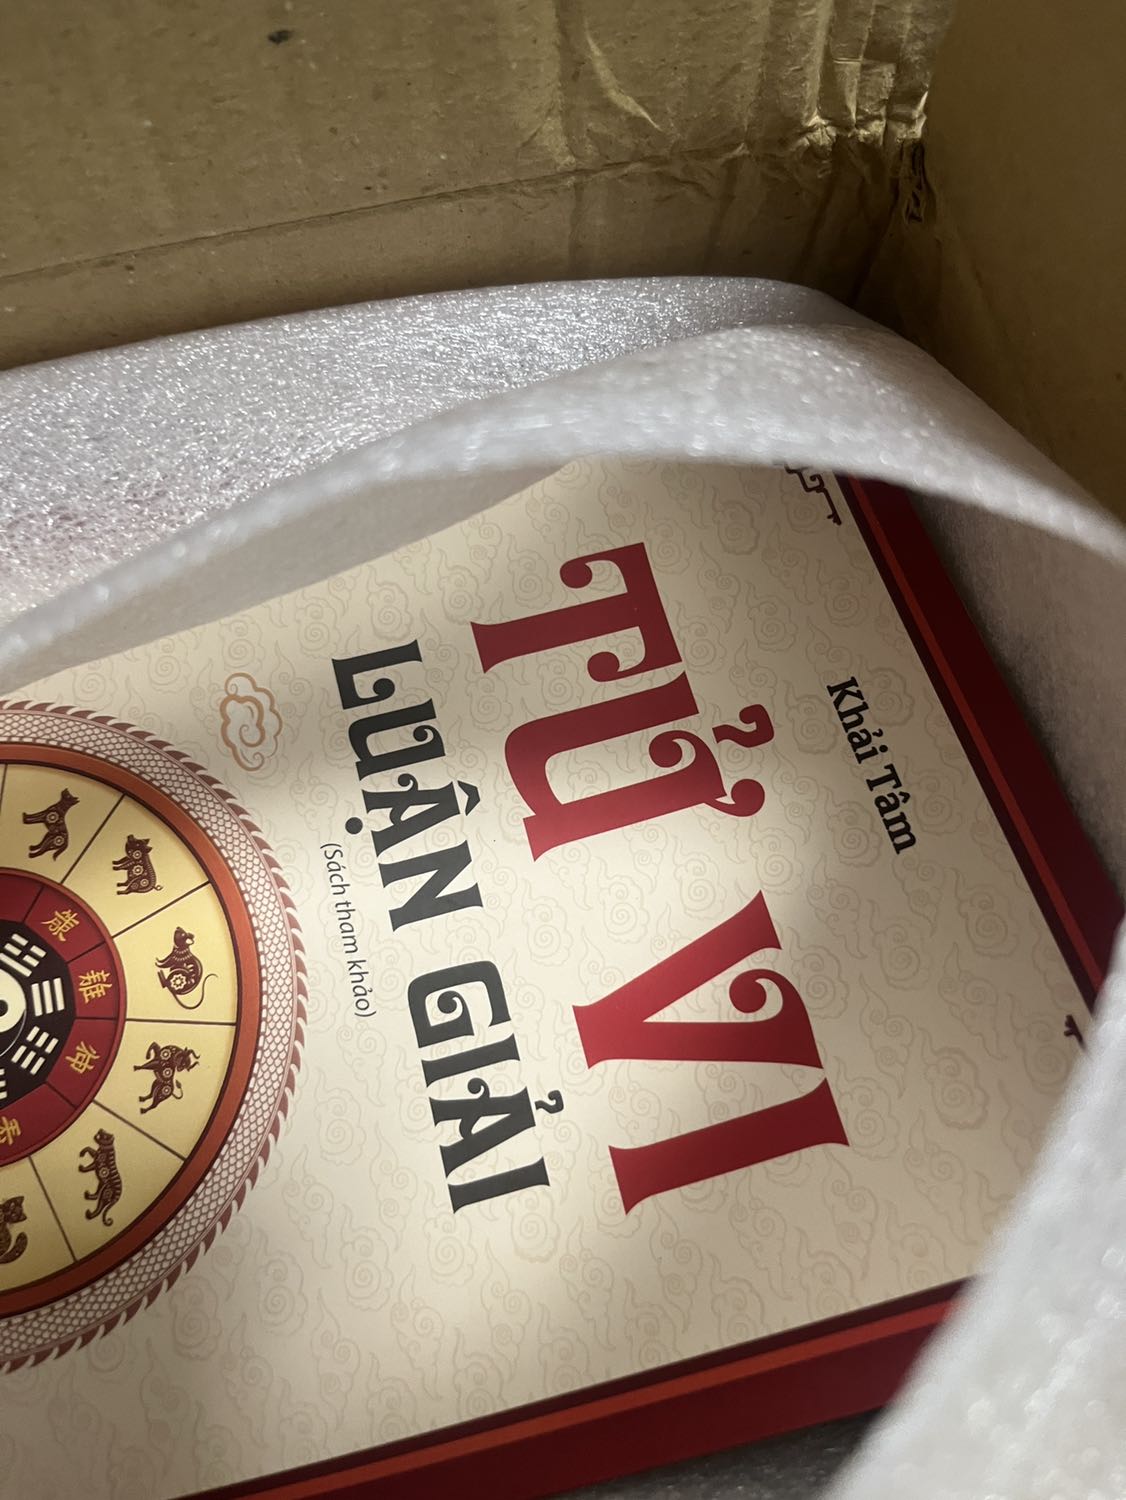 Khải Tâm
TỬ VI
LUẬN GIẢI
(Sách tham khảo)